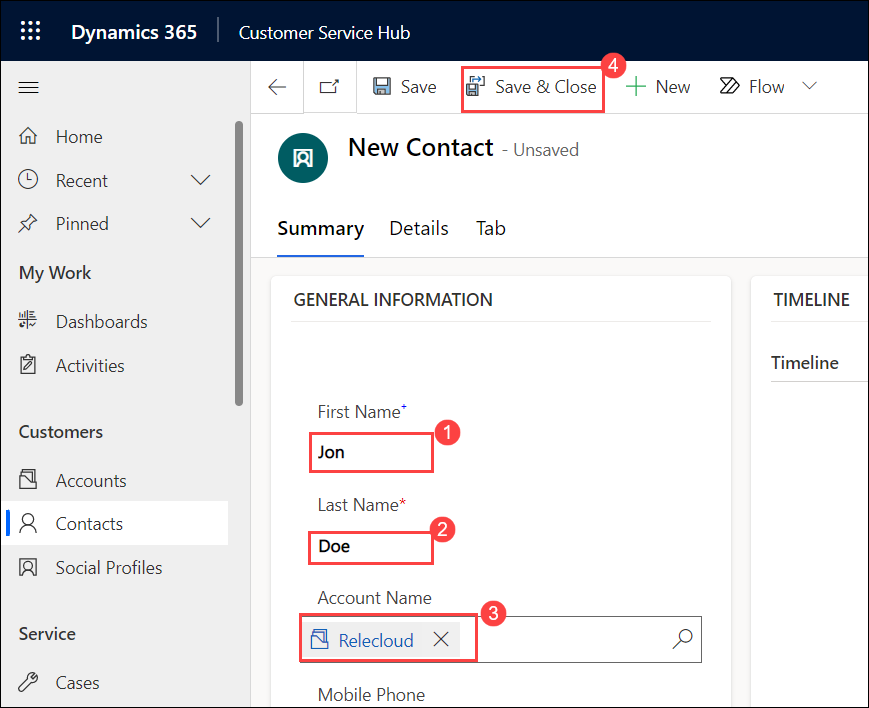 Dynamics 365 Customer Service Hub
Save Save & Close 4 New Flow
Home
Recent
Pinned
My Work
Dashboards
Activities
Customers
Accounts
Contacts
Social Profiles
Service
Cases
New Contact - Unsaved
Summary Details Tab
GENERAL INFORMATION
First Name+
1
Jon
Last Name*
2
Doe
Account Name
3
Relecloud
Mobile Phone
TIMELINE
Timeline